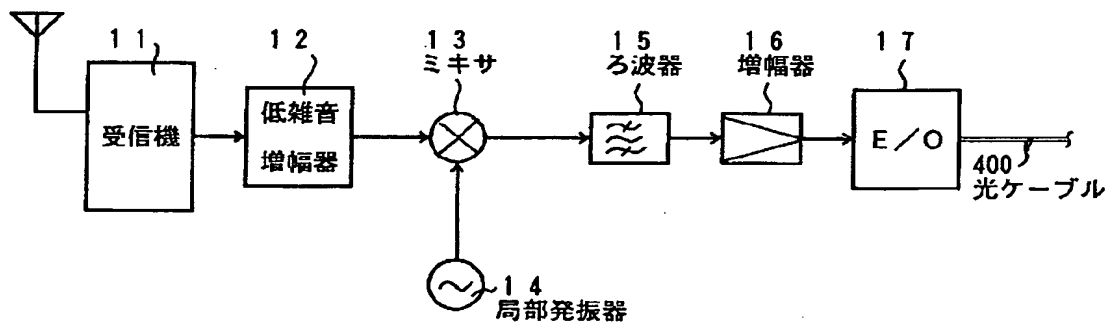 11
受信機
12
低雑音
増幅器
13
ミキサ
14
局部発振器
15
ろ波器
16
増幅器
17
E/O
400
光ケーブル